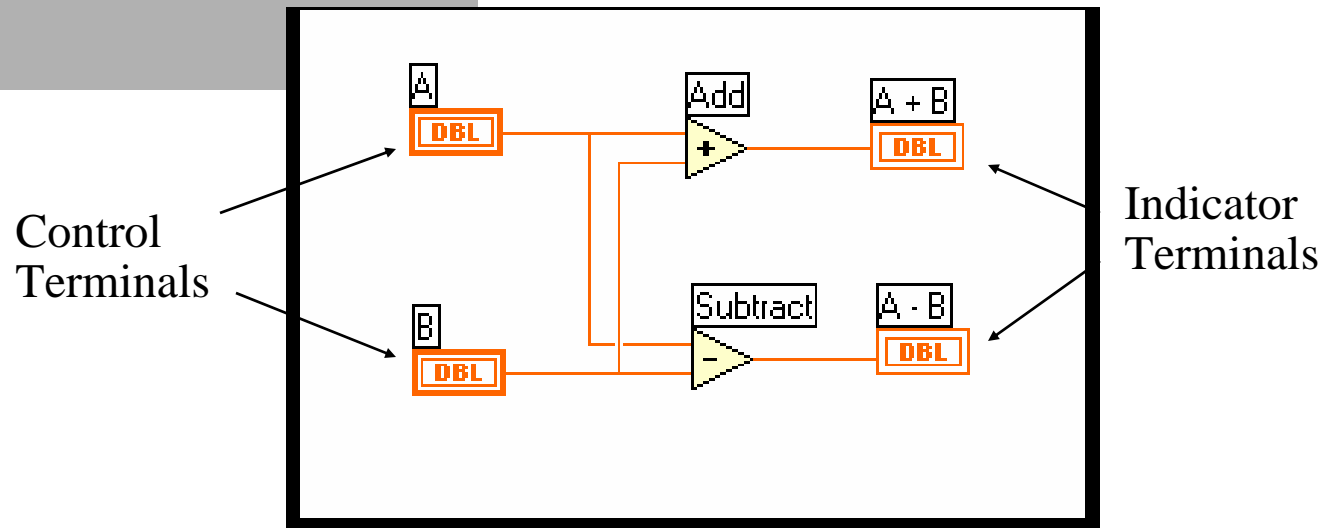 A
DBL
Add
+
A + B
DBL
Control
Terminals
Indicator
Terminals
B
DBL
Subtract
-
A - B
DBL